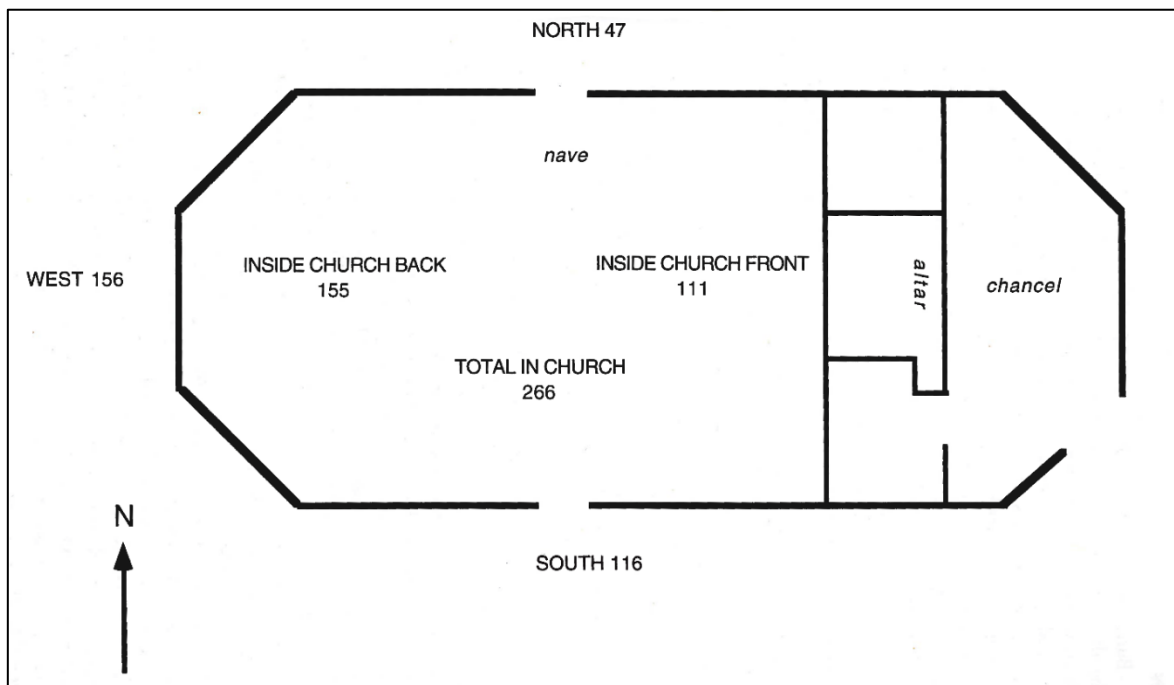 NORTH 47
nave
WEST 156
INSIDE CHURCH BACK
155
INSIDE CHURCH FRONT
111
altar
chancel
TOTAL IN CHURCH
266
N
SOUTH 116